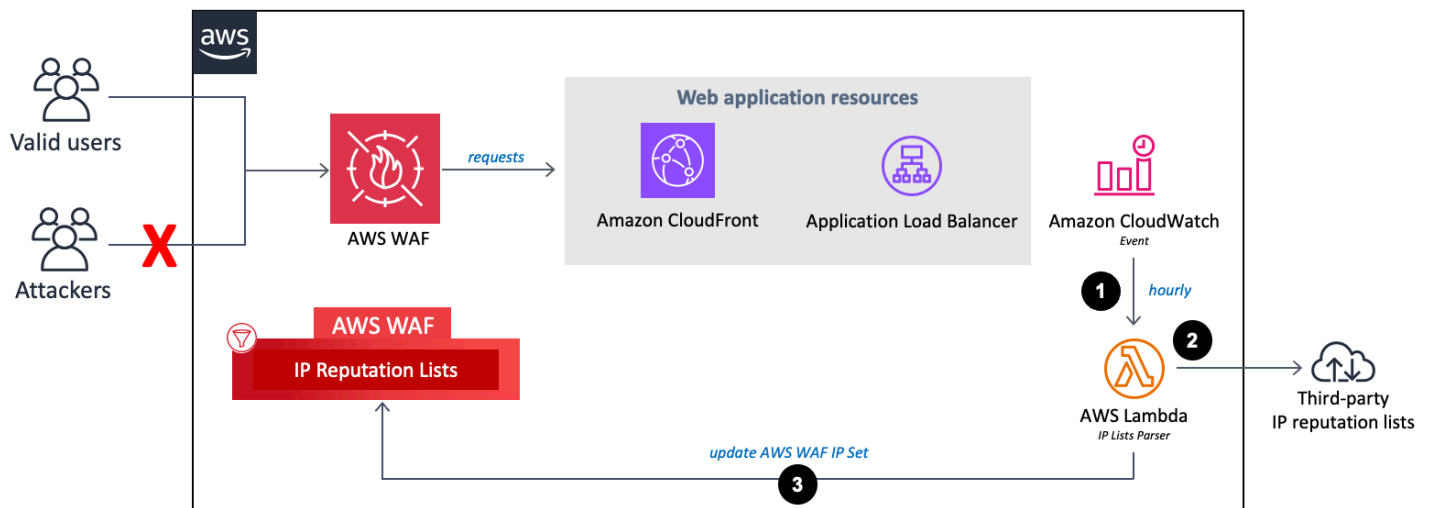 aws
Valid users
Attackers
X
AWS WAF
requests
Web application resources
Amazon CloudFront
Application Load Balancer
Amazon CloudWatch
Event
1
hourly
2
AWS Lambda
IP Lists Parser
Third-party
IP reputation lists
AWS WAF
IP Reputation Lists
update AWS WAF IP Set
3